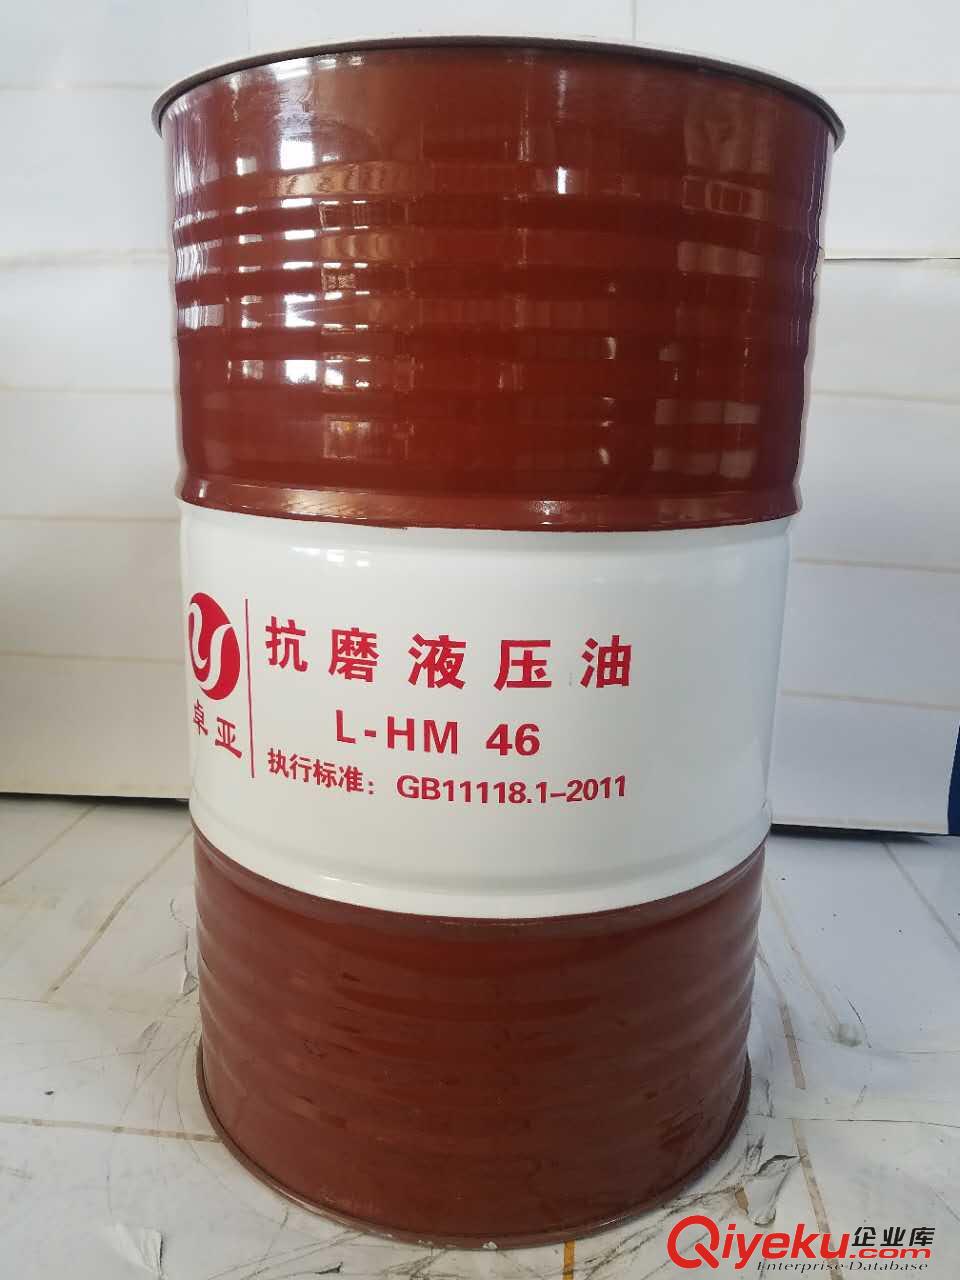 抗磨液压油
L-HM 46
卓亚
执行标准：GB11118.1-2011
Qiyeku企业库
.com
Enterprise-Database